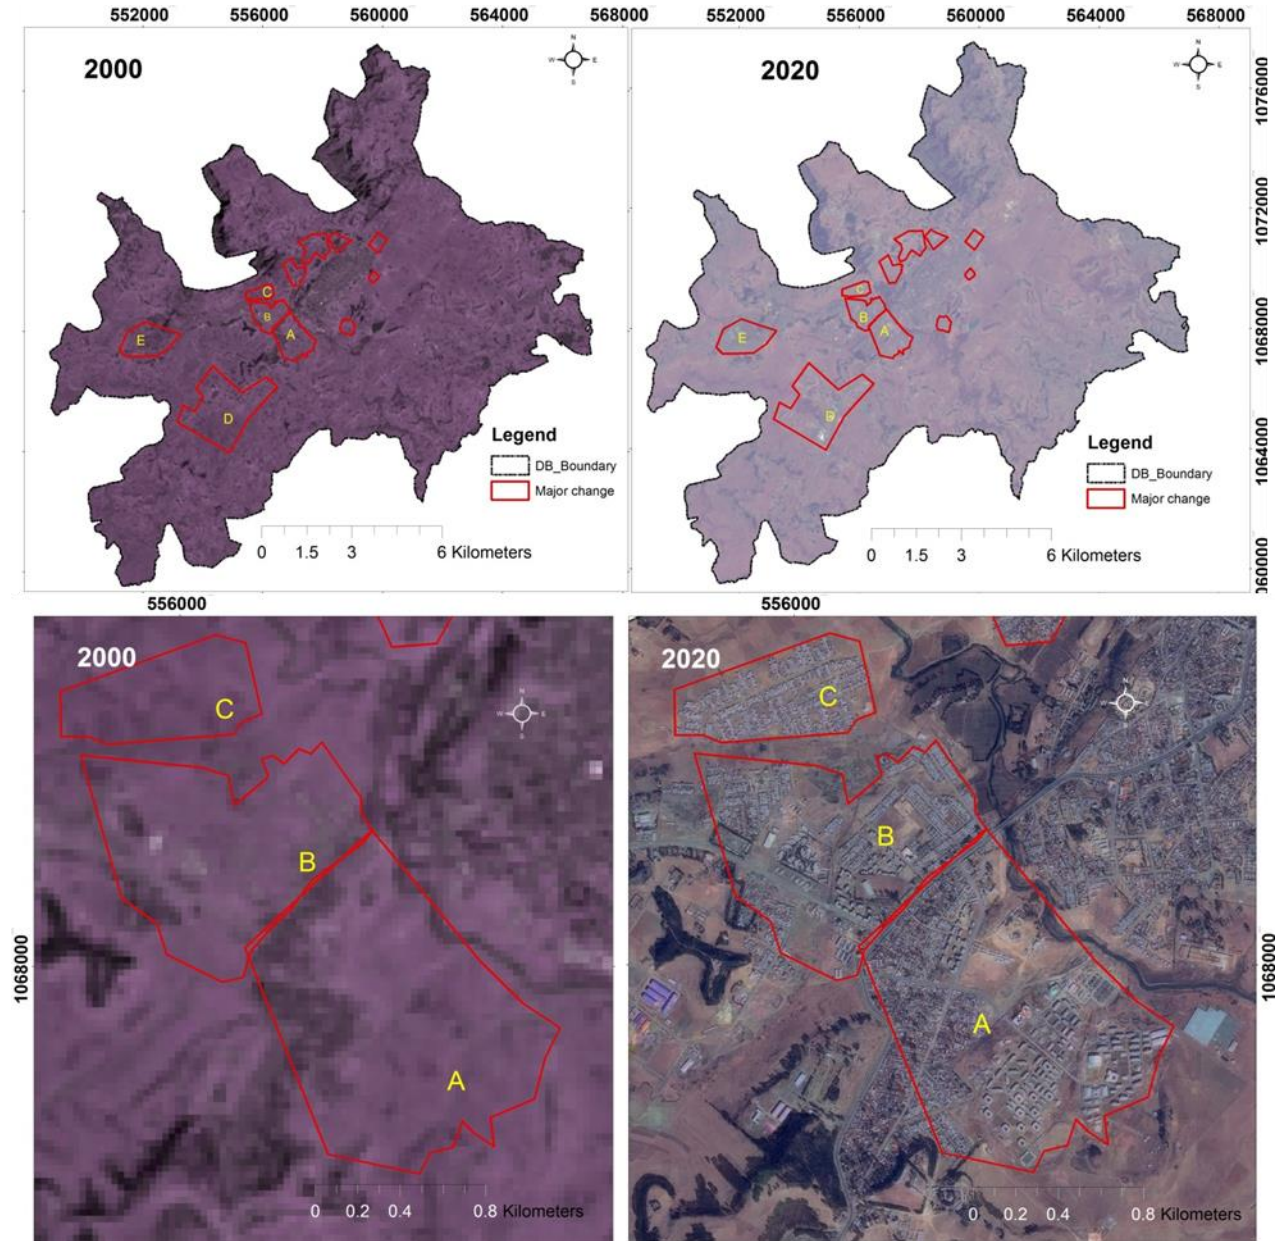 552000 556000 560000 564000 568000
552000 556000 560000 564000 568000
2000
N
W E
S
C
B
A
E
D
Legend
DB_Boundary
Major change
0 1.5 3 6 Kilometers
2020
N
W E
S
C
B
A
E
D
Legend
DB_Boundary
Major change
0 1.5 3 6 Kilometers
1076000
1072000
1068000
1064000
0600000
556000
2000
N
W E
S
C
B
A
1068000
0 0.2 0.4 0.8 Kilometers
556000
2020
N
W E
S
C
B
A
1068000
0 0.2 0.4 0.8 Kilometers